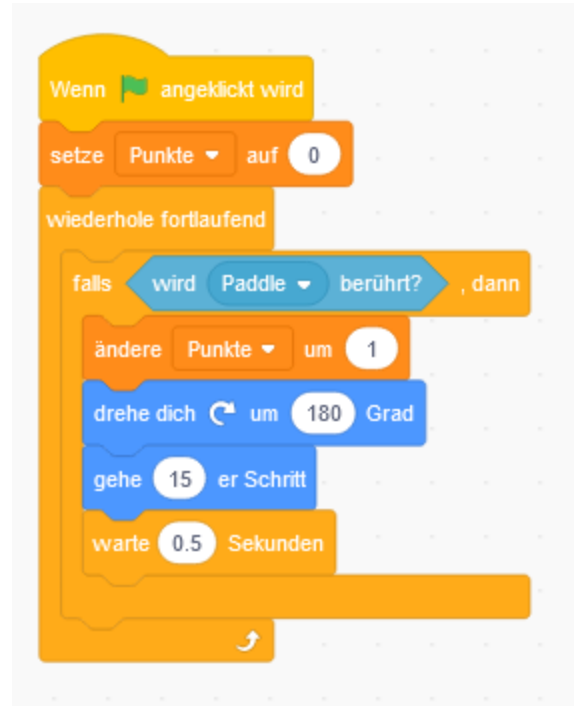 Wenn angeklickt wird
setze Punkte auf 0
wiederhole fortlaufend
falls wird Paddle berührt? , dann
ändere Punkte um 1
drehe dich um 180 Grad
gehe 15 er Schritt
warte 0.5 Sekunden